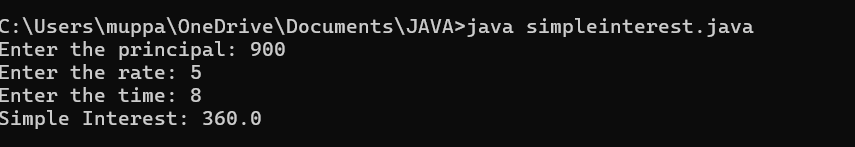 C:\Users\muppa\OneDrive\Documents\JAVA>java simpleinterest.java
Enter the principal: 900
Enter the rate: 5
Enter the time: 8
Simple Interest: 360.0